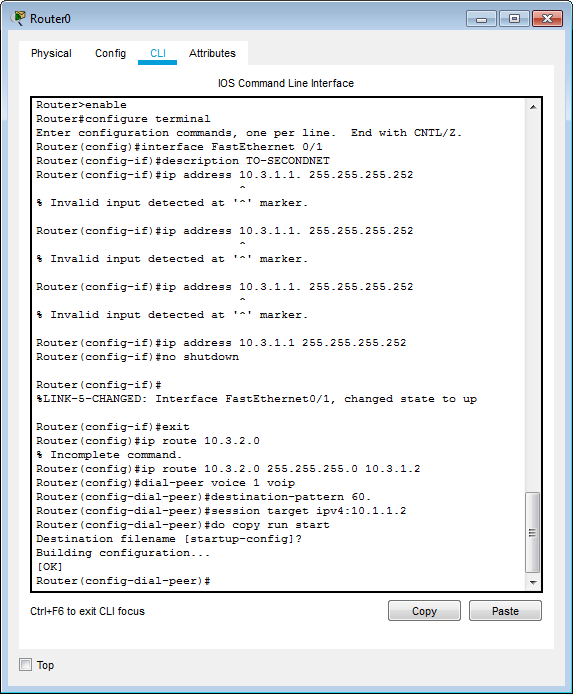 Router0
Physical Config CLI Attributes
IOS Command Line Interface
Router>enable
Router#configure terminal
Enter configuration commands, one per line.  End with CNTL/Z.
Router(config)#interface FastEthernet 0/1
Router(config-if)#description TO-SECONDNET
Router(config-if)#ip address 10.3.1.1. 255.255.255.252
^
% Invalid input detected at '^' marker.
Router(config-if)#ip address 10.3.1.1. 255.255.255.252
^
% Invalid input detected at '^' marker.
Router(config-if)#ip address 10.3.1.1. 255.255.255.252
^
% Invalid input detected at '^' marker.
Router(config-if)#ip address 10.3.1.1 255.255.255.252
Router(config-if)#no shutdown
Router(config-if)#
%LINK-5-CHANGED: Interface FastEthernet0/1, changed state to up
Router(config-if)#exit
Router(config)#ip route 10.3.2.0
% Incomplete command.
Router(config)#ip route 10.3.2.0 255.255.255.0 10.3.1.2
Router(config)#dial-peer voice 1 voip
Router(config-dial-peer)#destination-pattern 60.
Router(config-dial-peer)#session target ipv4:10.1.1.2
Router(config-dial-peer)#do copy run start
Destination filename [startup-config]?
Building configuration...
[OK]
Router(config-dial-peer)#
Ctrl+F6 to exit CLI focus
Copy Paste
Top